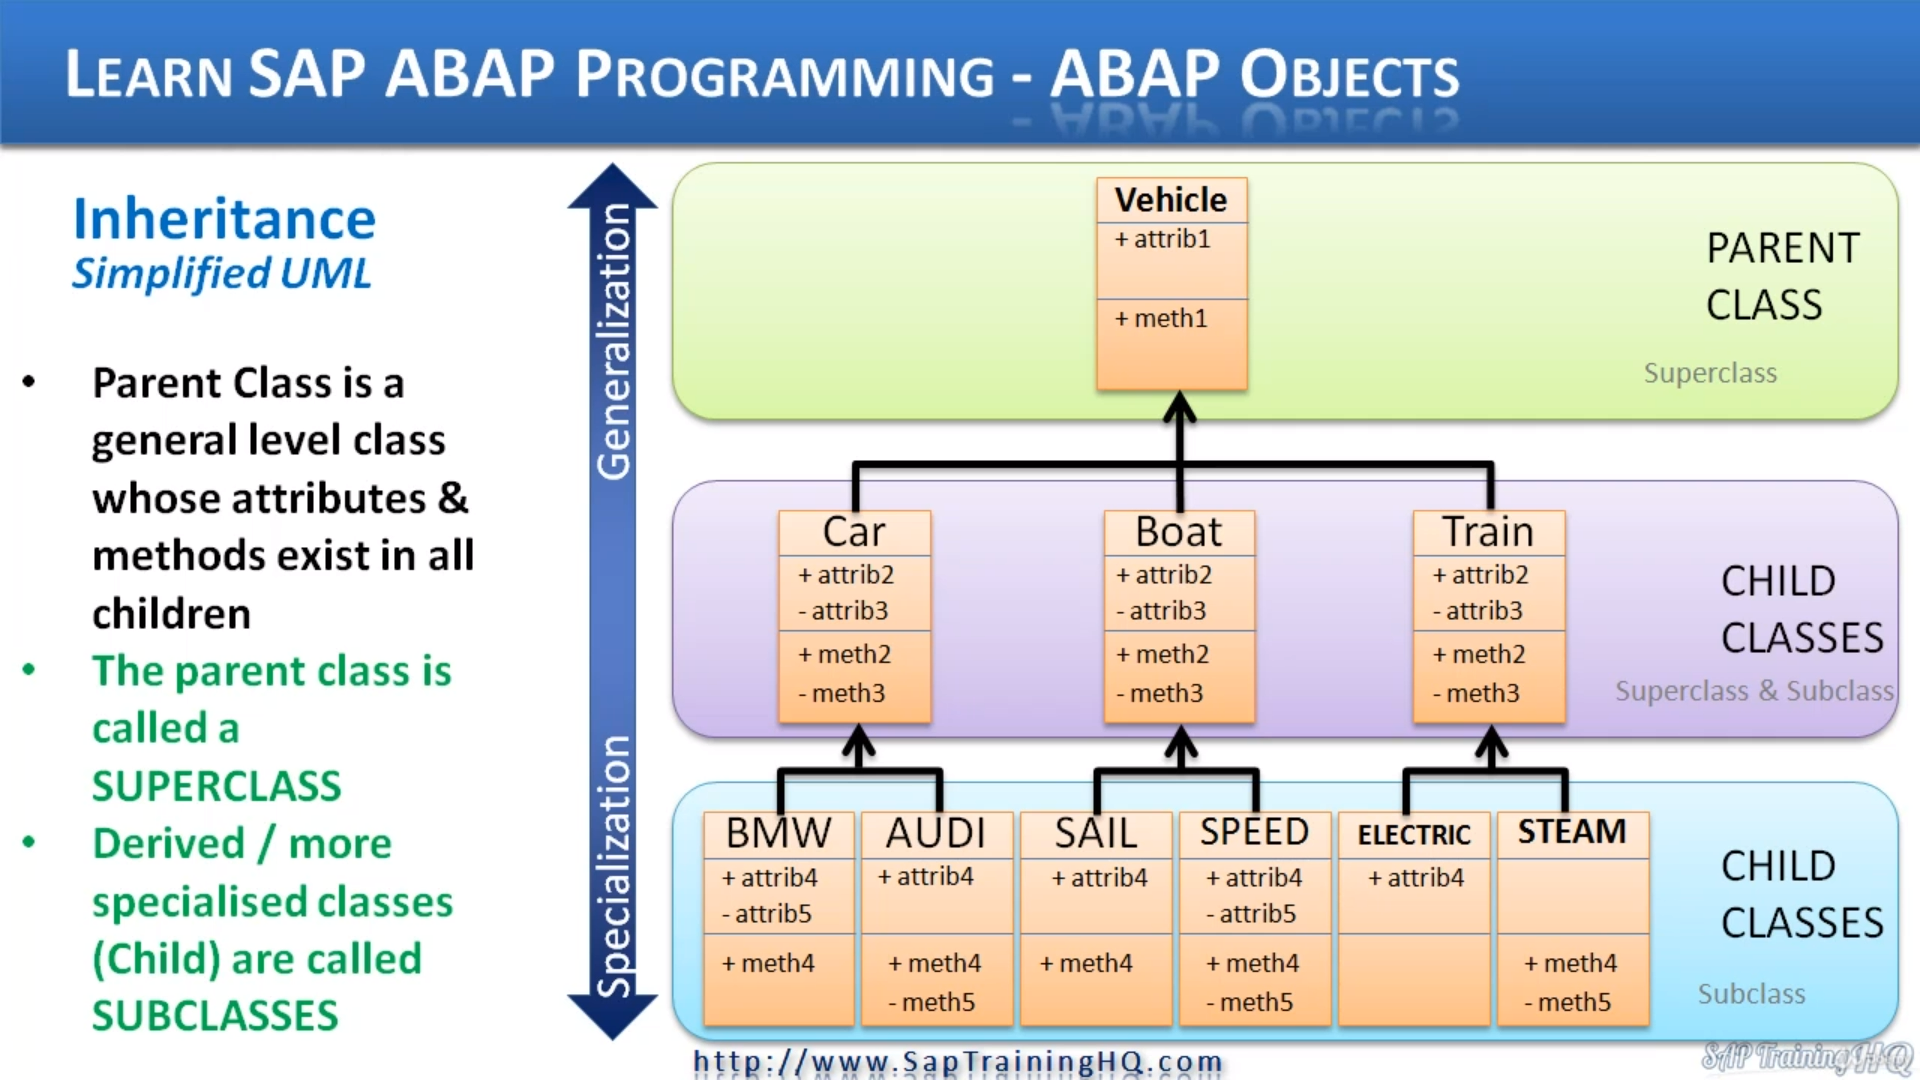 LEARN SAP ABAP PROGRAMMING - ABAP OBJECTS
Inheritance
Simplified UML
• Parent Class is a
general level class
whose attributes &
methods exist in all
children
• The parent class is
called a
SUPERCLASS
• Derived / more
specialised classes
(Child) are called
SUBCLASSES
Generalization
Specialization
Vehicle
+ attrib1
+ meth1
PARENT
CLASS
Superclass
Car
+ attrib2
- attrib3
+ meth2
- meth3
Boat
+ attrib2
- attrib3
+ meth2
- meth3
Train
+ attrib2
- attrib3
+ meth2
- meth3
CHILD
CLASSES
Superclass & Subclass
BMW
+ attrib4
- attrib5
+ meth4
AUDI
+ attrib4
+ meth4
- meth5
SAIL
+ attrib4
+ meth4
SPEED
+ attrib4
- attrib5
+ meth4
- meth5
ELECTRIC
+ attrib4
STEAM
+ meth4
- meth5
CHILD
CLASSES
Subclass
http://www.SapTrainingHQ.com
SAP Training HQ